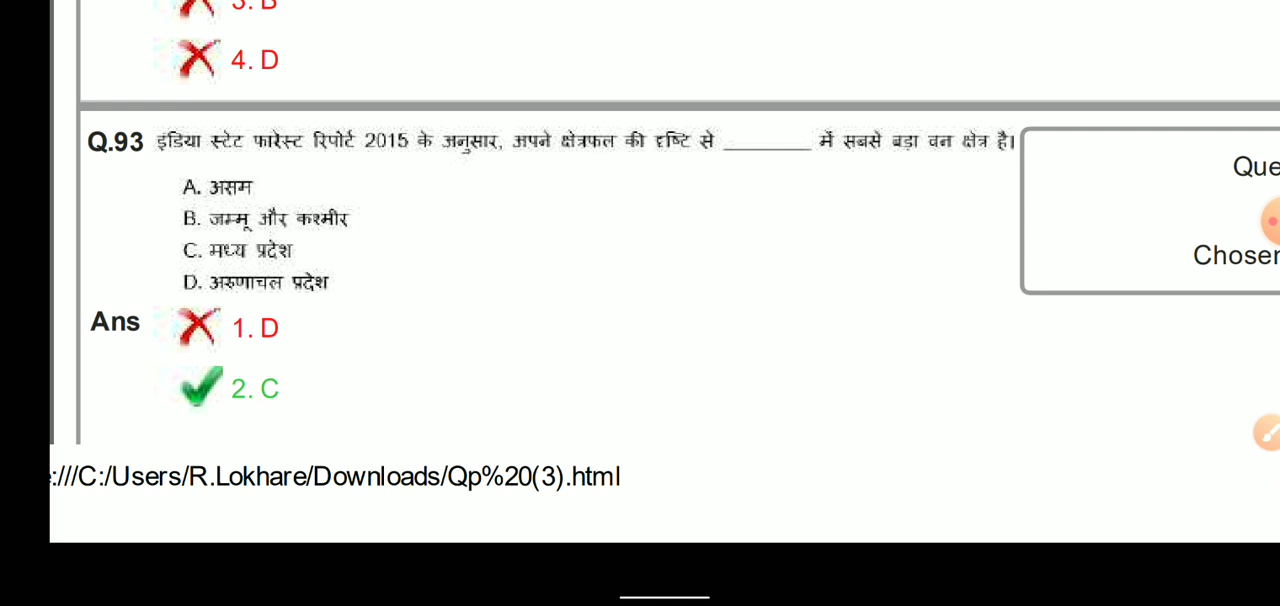 3. B
4. D
Q.93 इंडिया स्टेट फारेस्ट रिपोर्ट 2015 के अनुसार, अपने क्षेत्रफल की दृष्टि से ________ में सबसे बड़ा वन क्षेत्र है।
Que
A. असम
B. जम्मू और कश्मीर
C. मध्य प्रदेश
Chosen
D. अरुणाचल प्रदेश
Ans 1. D
2. C
:///C:/Users/R.Lokhare/Downloads/Qp%20(3).html